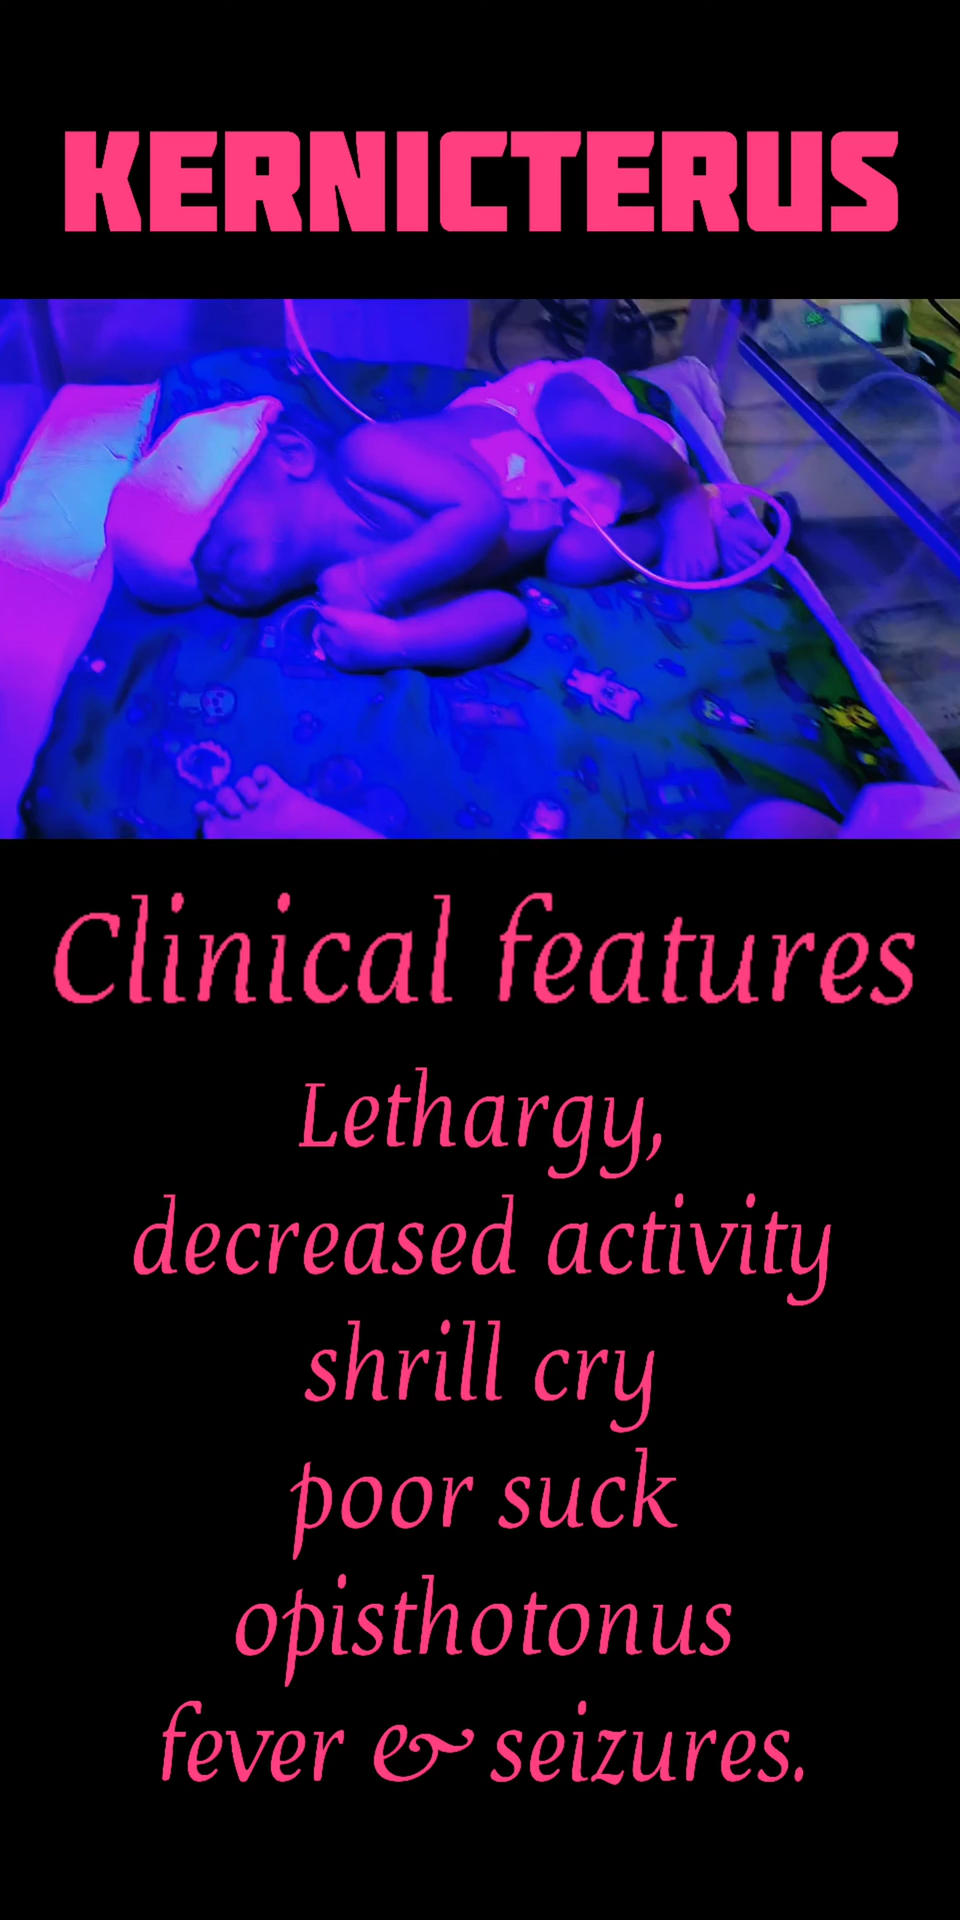 KERNICTERUS
Clinical features
Lethargy,
decreased activity
shrill cry
poor suck
opisthotonus
fever & seizures.